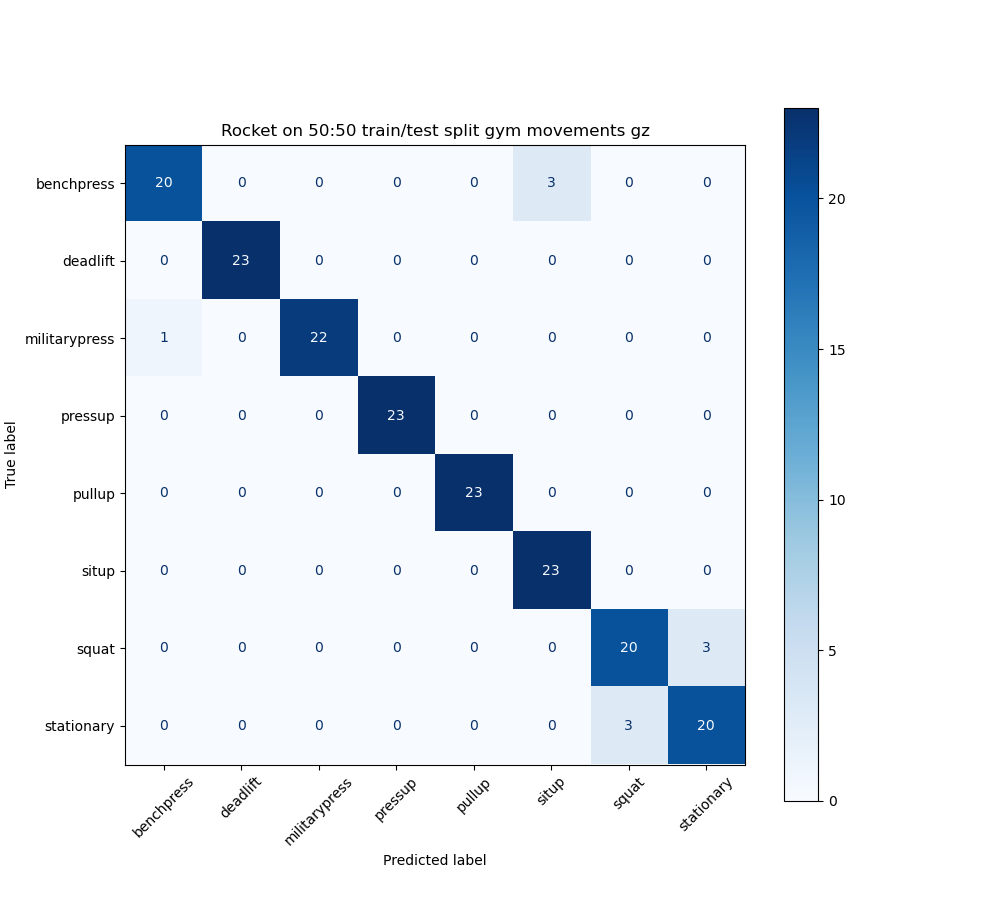 Rocket on 50:50 train/test split gym movements gz
True label
benchpress 20 0 0 0 0 3 0 0
deadlift 0 23 0 0 0 0 0 0
militarypress 1 0 22 0 0 0 0 0
pressup 0 0 0 23 0 0 0 0
pullup 0 0 0 0 23 0 0 0
situp 0 0 0 0 0 23 0 0
squat 0 0 0 0 0 0 20 3
stationary 0 0 0 0 0 0 3 20
benchpress deadlift militarypress pressup pullup situp squat stationary
Predicted label
20
15
10
5
0